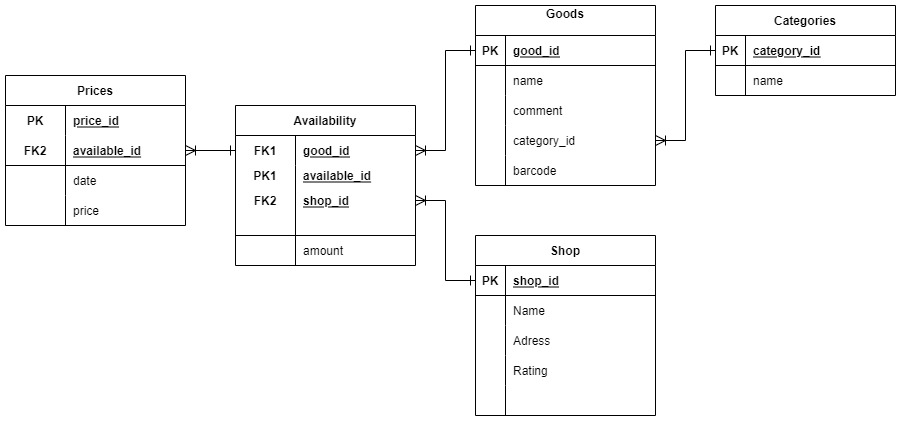 Prices
PK price_id
FK2 available_id
date
price
Availability
FK1 good_id
PK1 available_id
FK2 shop_id
amount
Goods
PK good_id
name
comment
category_id
barcode
Categories
PK category_id
name
Shop
PK shop_id
Name
Adress
Rating